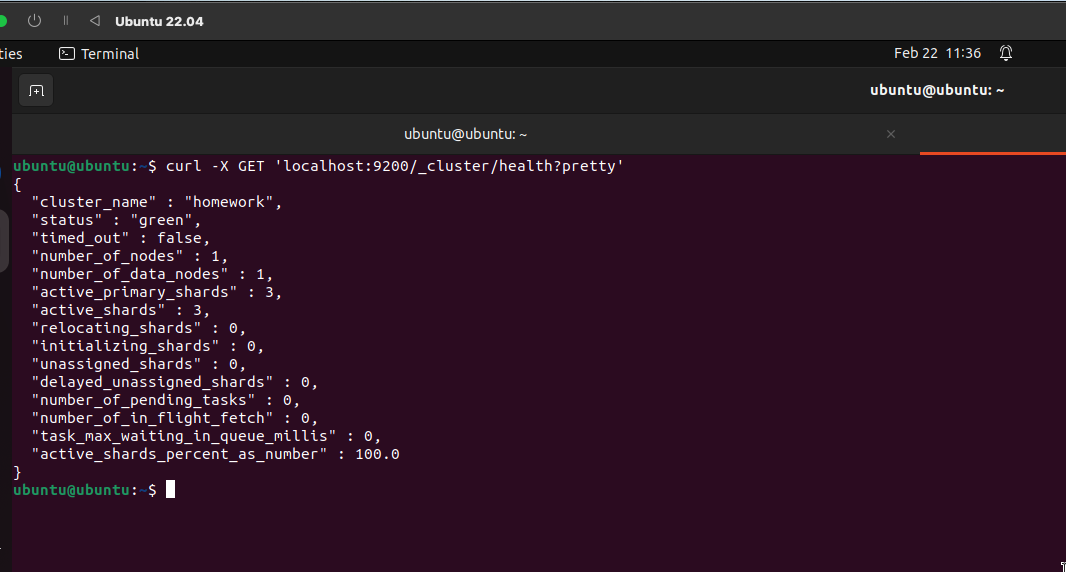 Ubuntu 22.04
ties Terminal Feb 22 11:36
ubuntu@ubuntu: ~
ubuntu@ubuntu: ~ ×
ubuntu@ubuntu:~$ curl -X GET 'localhost:9200/_cluster/health?pretty'
{
  "cluster_name" : "homework",
  "status" : "green",
  "timed_out" : false,
  "number_of_nodes" : 1,
  "number_of_data_nodes" : 1,
  "active_primary_shards" : 3,
  "active_shards" : 3,
  "relocating_shards" : 0,
  "initializing_shards" : 0,
  "unassigned_shards" : 0,
  "delayed_unassigned_shards" : 0,
  "number_of_pending_tasks" : 0,
  "number_of_in_flight_fetch" : 0,
  "task_max_waiting_in_queue_millis" : 0,
  "active_shards_percent_as_number" : 100.0
}
ubuntu@ubuntu:~$